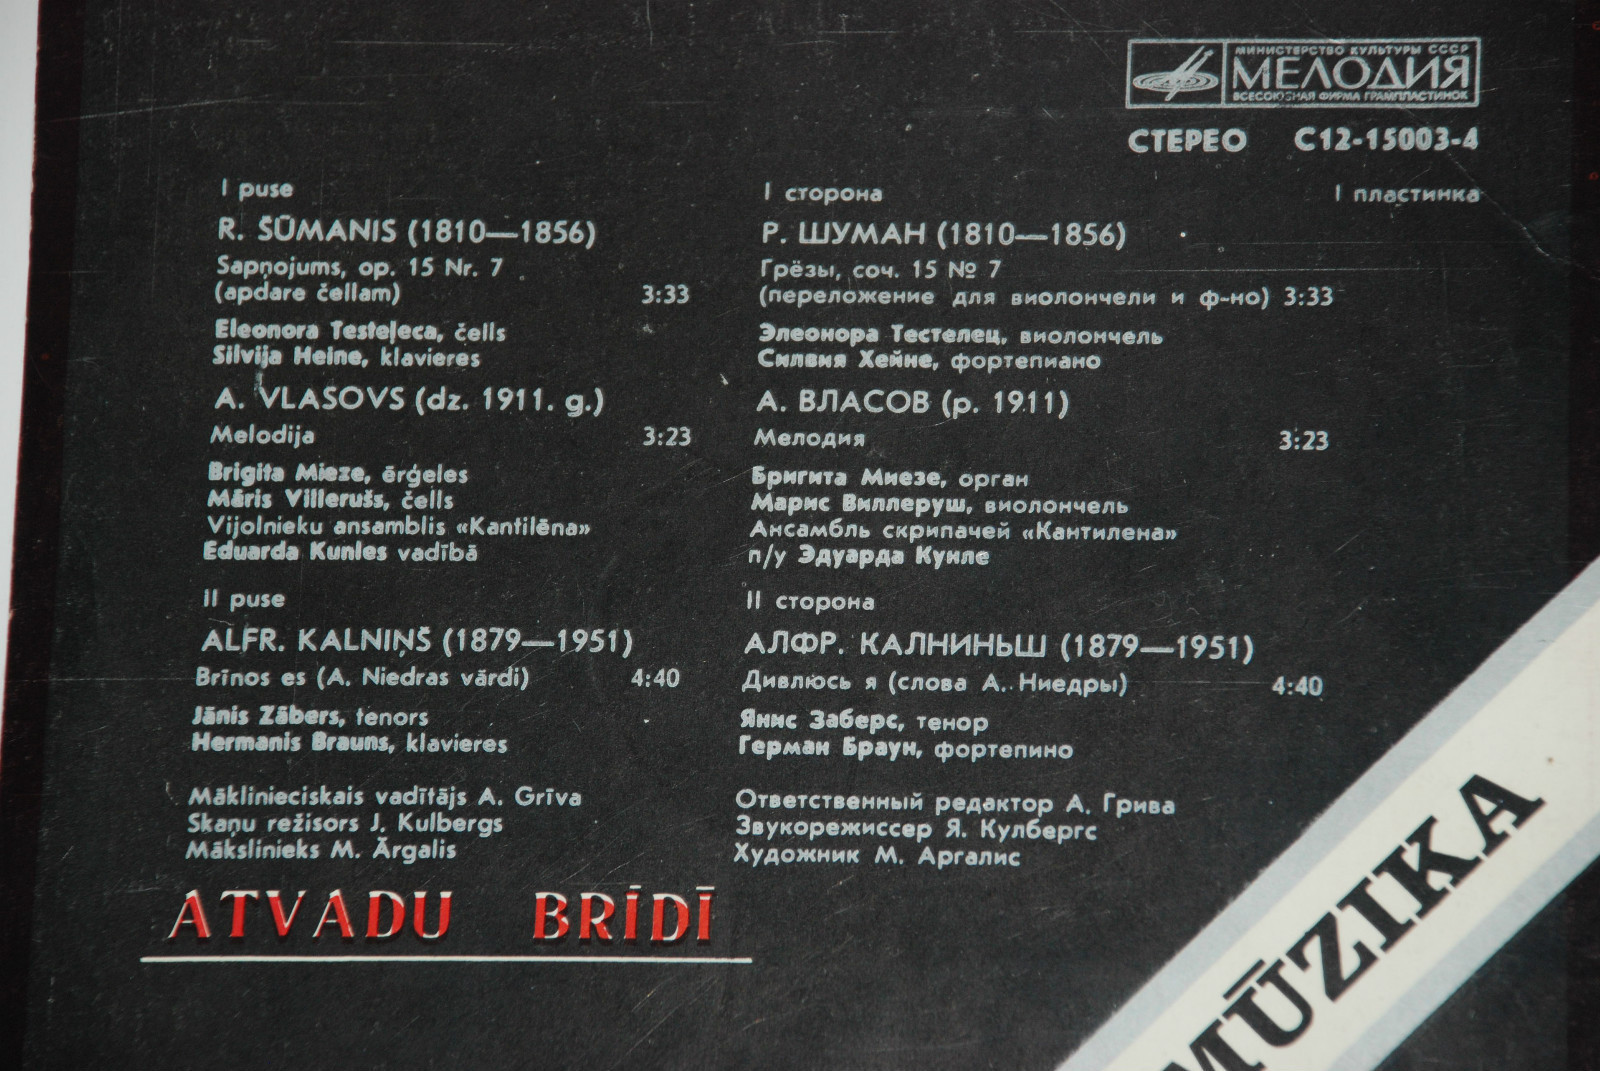 МИНИСТЕРСТВО КУЛЬТУРЫ СССР
МЕЛОДИЯ
ВСЕСОЮЗНАЯ ФИРМА ГРАМПЛАСТИНОК
СТЕРЕО С12-15003-4
I пластинка
I puse
R. ŠŪMANIS (1810—1856)
Sapņojums, op. 15 Nr. 7
(apdare čellam) 3:33
Eleonora Testeļeca, čells
Silvija Heine, klavieres
A. VLASOVS (dz. 1911. g.)
Melodija 3:23
Brigita Mieze, ērģeles
Māris Villerušs, čells
Vijolnieku ansamblis «Kantilēna»
Eduarda Kunles vadībā
II puse
ALFR. KALNIŅŠ (1879—1951)
Brīnos es (A. Niedras vārdi) 4:40
Jānis Zābers, tenors
Hermanis Brauns, klavieres
Māklinieciskais vadītājs A. Grīva
Skaņu režisors J. Kulbergs
Mākslinieks M. Ārgalis
I сторона
Р. ШУМАН (1810—1856)
Грёзы, соч. 15 № 7
(переложение для виолончели и ф-но) 3:33
Элеонора Тестелец, виолончель
Силвия Хейне, фортепиано
А. ВЛАСОВ (р. 1911)
Мелодия 3:23
Бригита Миезе, орган
Марис Виллеруш, виолончель
Ансамбль скрипачей «Кантилена»
п/у Эдуарда Кунле
II сторона
АЛФР. КАЛНИНЬШ (1879—1951)
Дивлюсь я (слова А. Ниедры) 4:40
Янис Заберс, тенор
Герман Браун, фортепино
Ответственный редактор А. Грива
Звукорежиссер Я. Кулбергс
Художник М. Аргалис
ATVADU BRĪDĪ
MŪZIKA